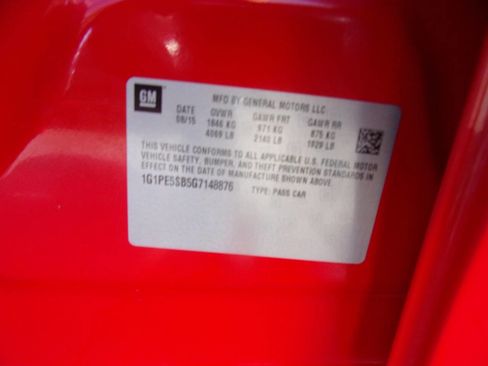 GM
MFD BY GENERAL MOTORS LLC
DATE GVWR GAWR FRT GAWR RR
08/15 1846 KG 971 KG 875 KG
4069 LB 2140 LB 1929 LB
THIS VEHICLE CONFORMS TO ALL APPLICABLE U.S. FEDERAL MOTOR
VEHICLE SAFETY, BUMPER, AND THEFT PREVENTION STANDARDS IN
EFFECT ON THE DATE OF MANUFACTURE SHOWN ABOVE.
1G1PE5SB5G7148876 TYPE: PASS CAR